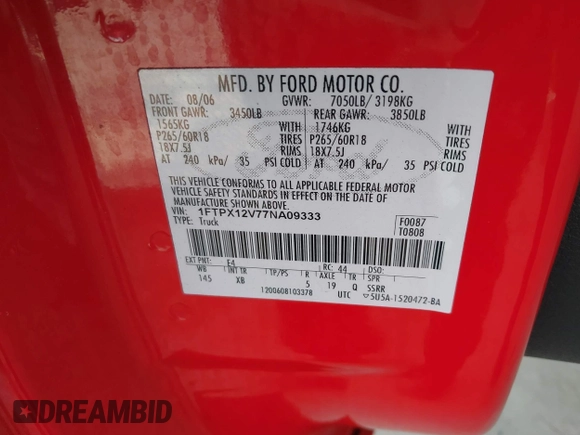 MFD. BY FORD MOTOR CO.
DATE: 08/06 GVWR: 7050LB/ 3198KG
FRONT GAWR: 3450LB REAR GAWR: 3850LB
1565KG WITH 1746KG WITH
P265/60R18 TIRES P265/60R18 TIRES
18X7.5J RIMS 18X7.5J RIMS
AT 240 kPa/ 35 PSI COLD AT 240 kPa/ 35 PSI COLD
THIS VEHICLE CONFORMS TO ALL APPLICABLE FEDERAL MOTOR
VEHICLE SAFETY STANDARDS IN EFFECT ON THE DATE OF
MANUFACTURE SHOWN ABOVE.
VIN: 1FTPX12V77NA09333 F0087
TYPE: Truck T0808
EXT PNT: E4 RC: 44 DSO:
WB INT TR TP/PS R AXLE TR SPR
145 XB 5 19 Q SSRR
1200608103378 UTC ▽5U5A-1520472-BA
DREAMBID